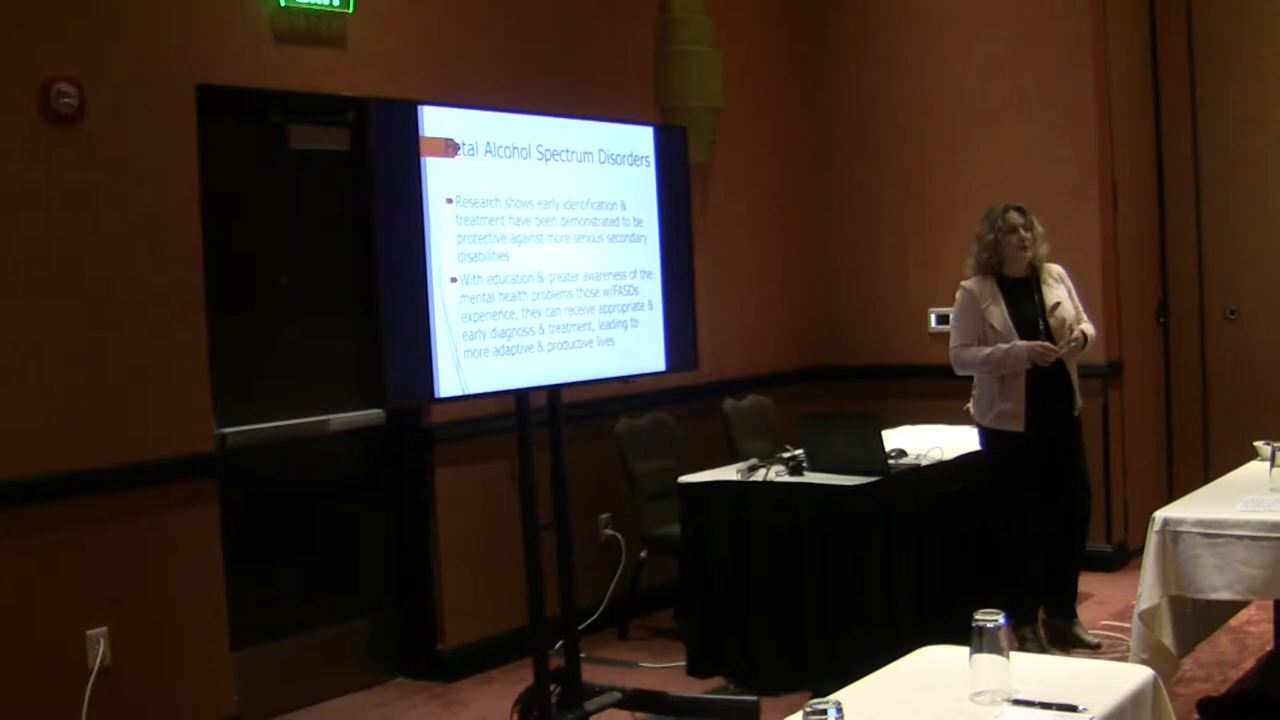 EXIT
Fetal Alcohol Spectrum Disorders
Research shows early identification &
treatment have been demonstrated to be
protective against more serious secondary
disabilities
With education & greater awareness of the
mental health problems those w/FASDs
experience, they can receive appropriate &
early diagnosis & treatment, leading to
more adaptive & productive lives